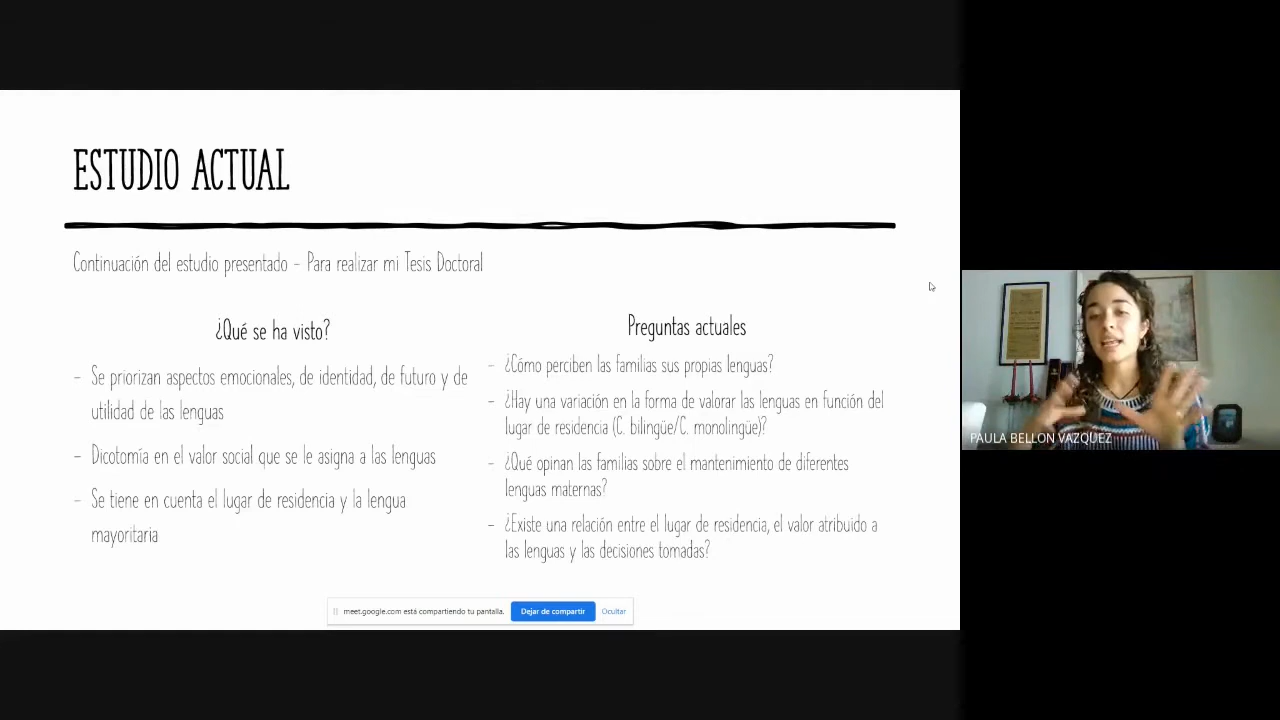 ESTUDIO ACTUAL
Continuación del estudio presentado - Para realizar mi Tesis Doctoral
¿Qué se ha visto?
- Se priorizan aspectos emocionales, de identidad, de futuro y de
utilidad de las lenguas
- Dicotomía en el valor social que se le asigna a las lenguas
- Se tiene en cuenta el lugar de residencia y la lengua
mayoritaria
Preguntas actuales
- ¿Cómo perciben las familias sus propias lenguas?
- ¿Hay una variación en la forma de valorar las lenguas en función del
lugar de residencia (C. bilingüe/C. monolingüe)?
- ¿Qué opinan las familias sobre el mantenimiento de diferentes
lenguas maternas?
- ¿Existe una relación entre el lugar de residencia, el valor atribuido a
las lenguas y las decisiones tomadas?
meet.google.com está compartiendo tu pantalla. Dejar de compartir Ocultar
PAULA BELLON VAZQUEZ